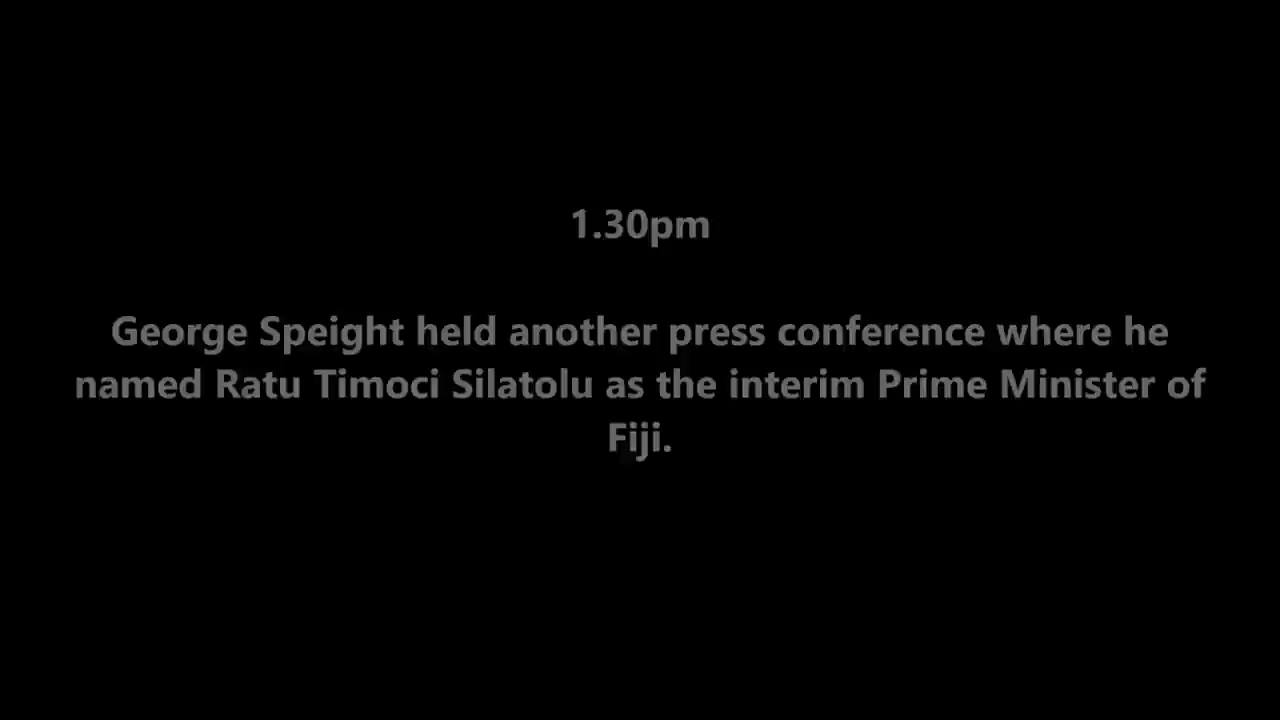 1.30pm
George Speight held another press conference where he
named Ratu Timoci Silatolu as the interim Prime Minister of
Fiji.